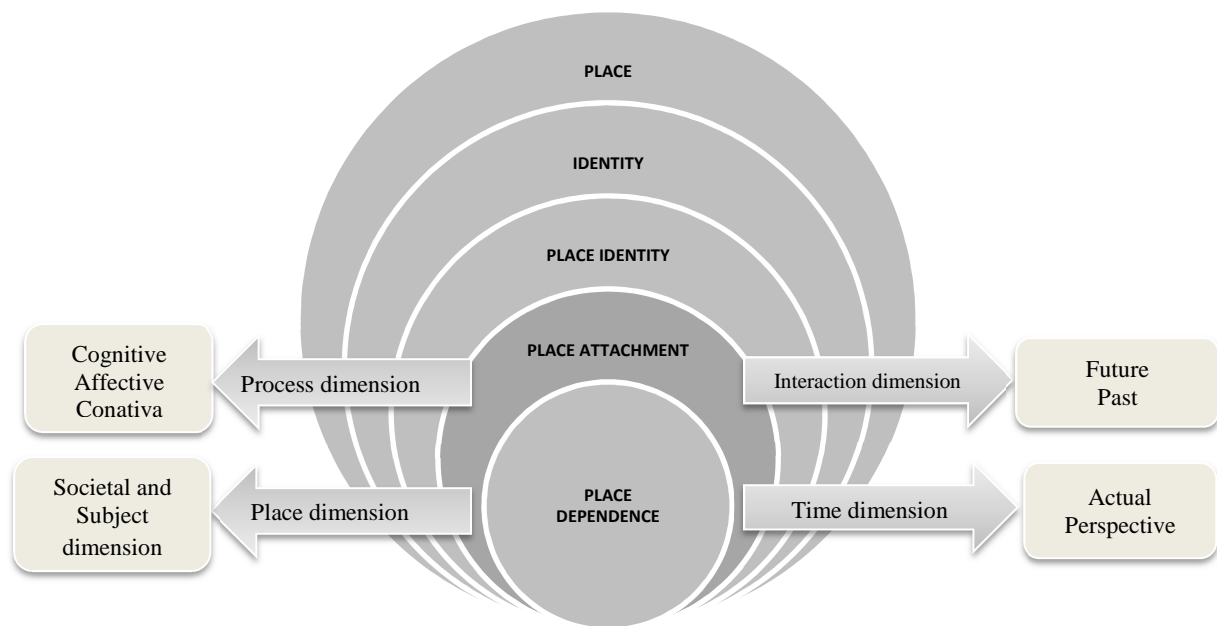 PLACE
IDENTITY
PLACE IDENTITY
PLACE ATTACHMENT
Cognitive
Affective
Conativa
Process dimension
Interaction dimension
Future
Past
Societal and
Subject
dimension
Place dimension
PLACE
DEPENDENCE
Time dimension
Actual
Perspective